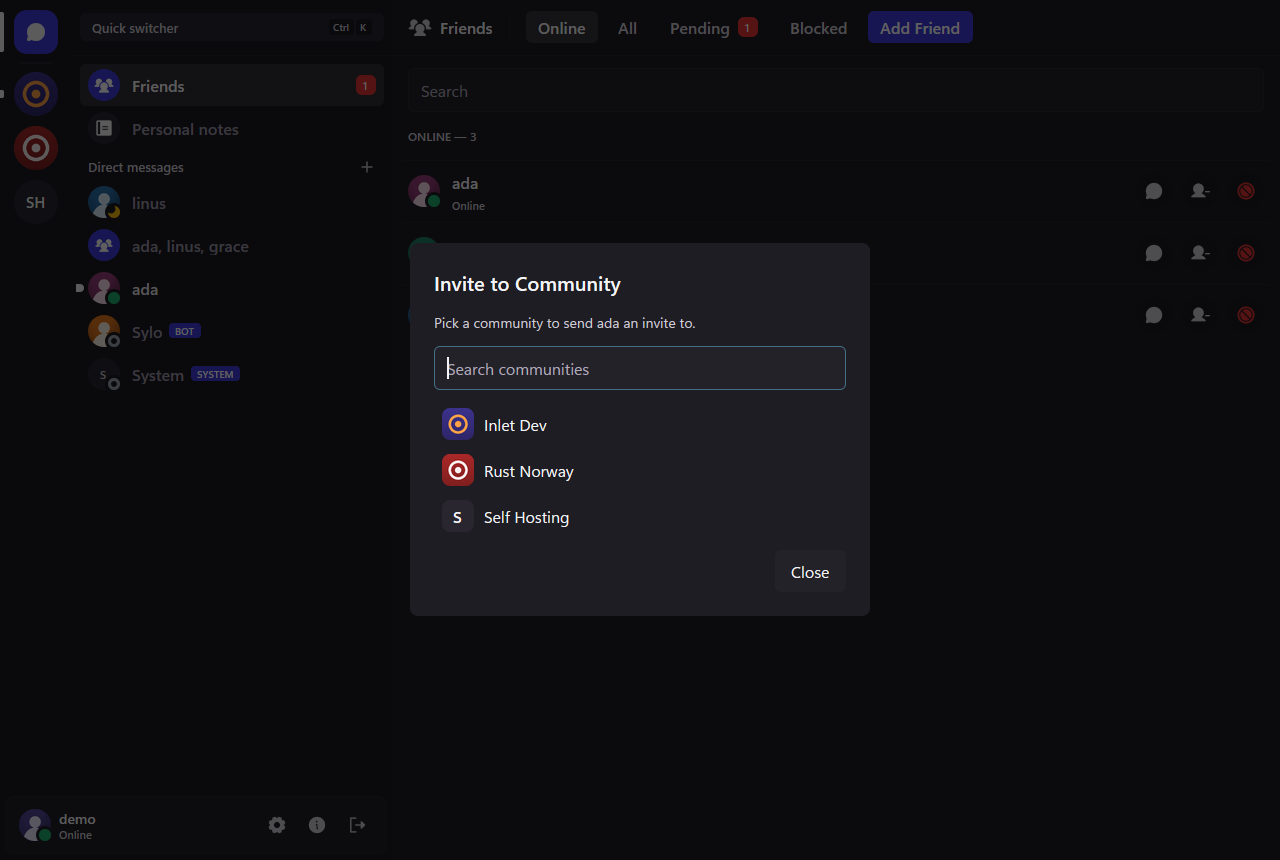 Quick switcher
Ctrl K
Friends
Online
All
Pending 1
Blocked
Add Friend
Friends 1
Personal notes
Direct messages
linus
ada, linus, grace
ada
Sylo BOT
S
System SYSTEM
SH
Search
ONLINE — 3
ada
Online
Invite to Community
Pick a community to send ada an invite to.
Search communities
Inlet Dev
Rust Norway
S
Self Hosting
Close
demo
Online